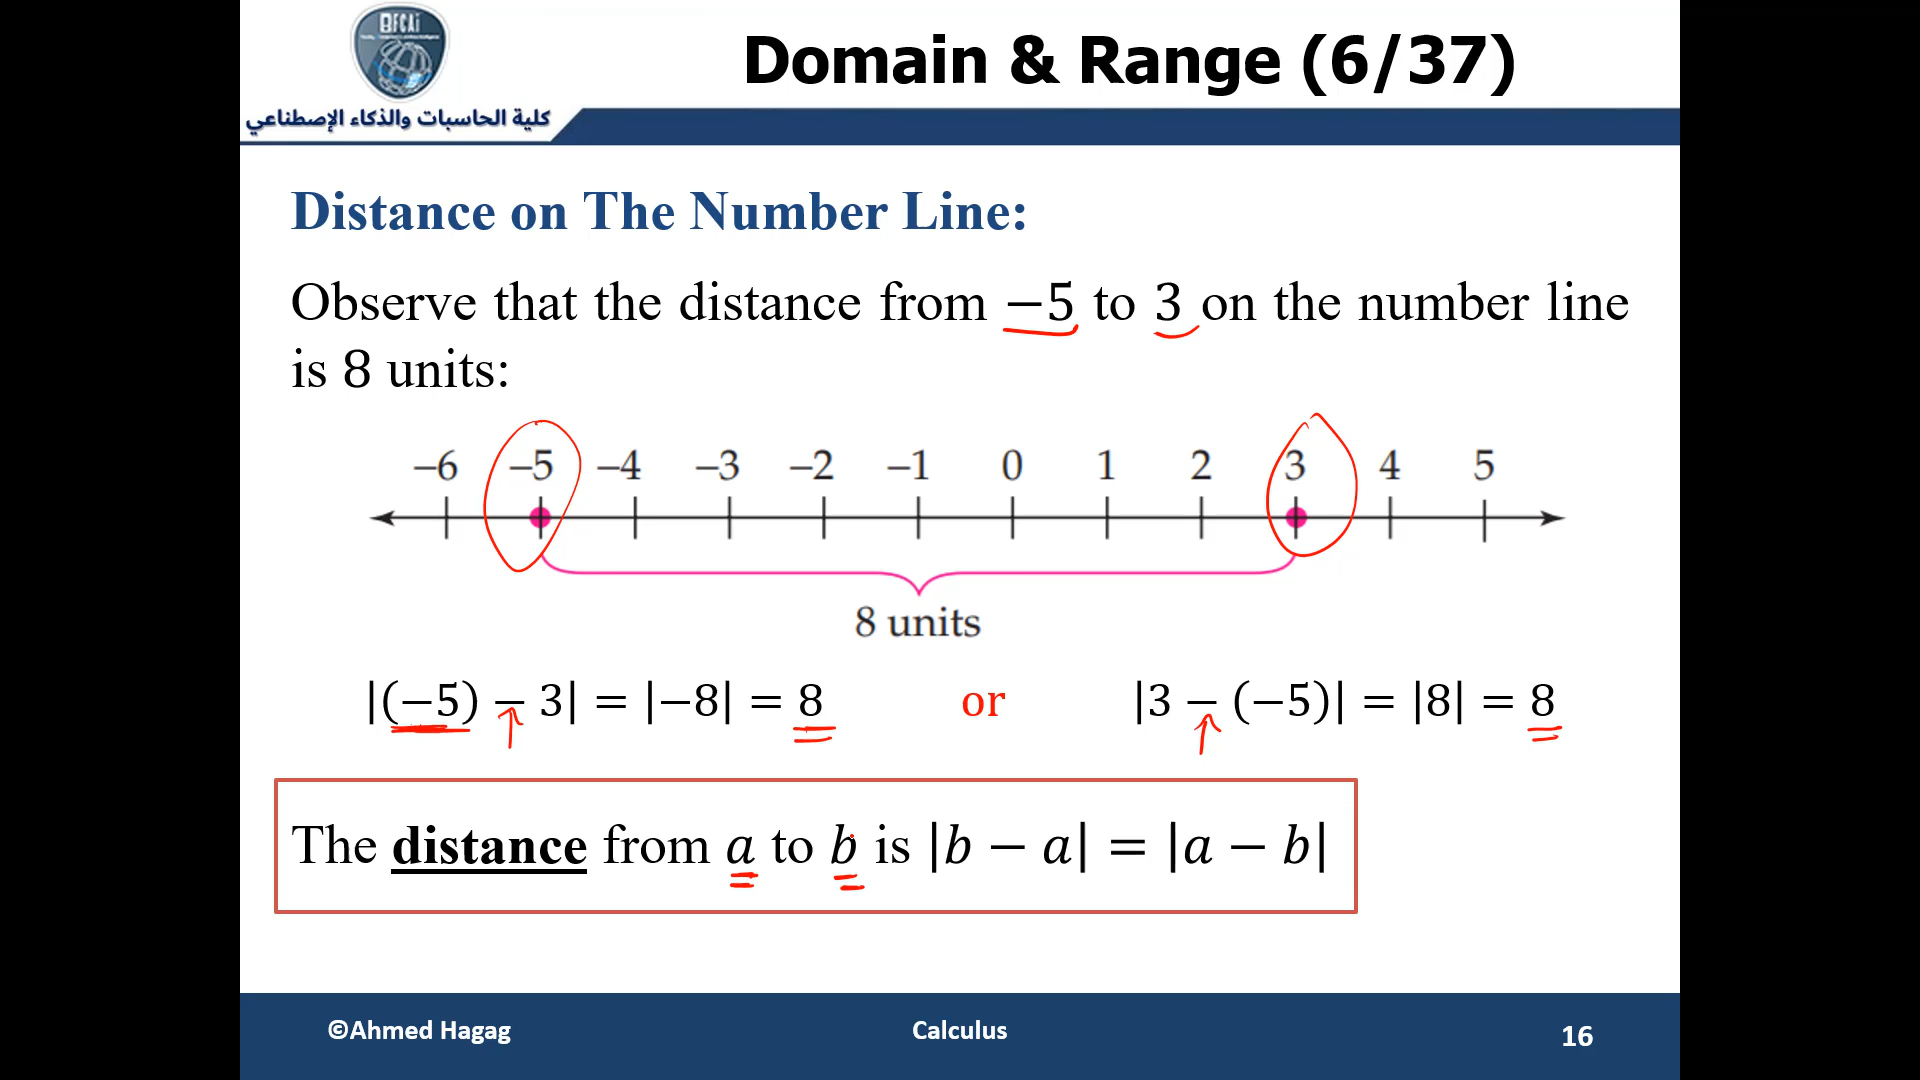 BFCAi
كلية الحاسبات والذكاء الإصطناعي
Domain & Range (6/37)
Distance on The Number Line:
Observe that the distance from −5 to 3 on the number line
is 8 units:
−6 −5 −4 −3 −2 −1 0 1 2 3 4 5
8 units
|(−5) − 3| = |−8| = 8 or |3 − (−5)| = |8| = 8
The distance from a to b is |b − a| = |a − b|
©Ahmed Hagag Calculus 16